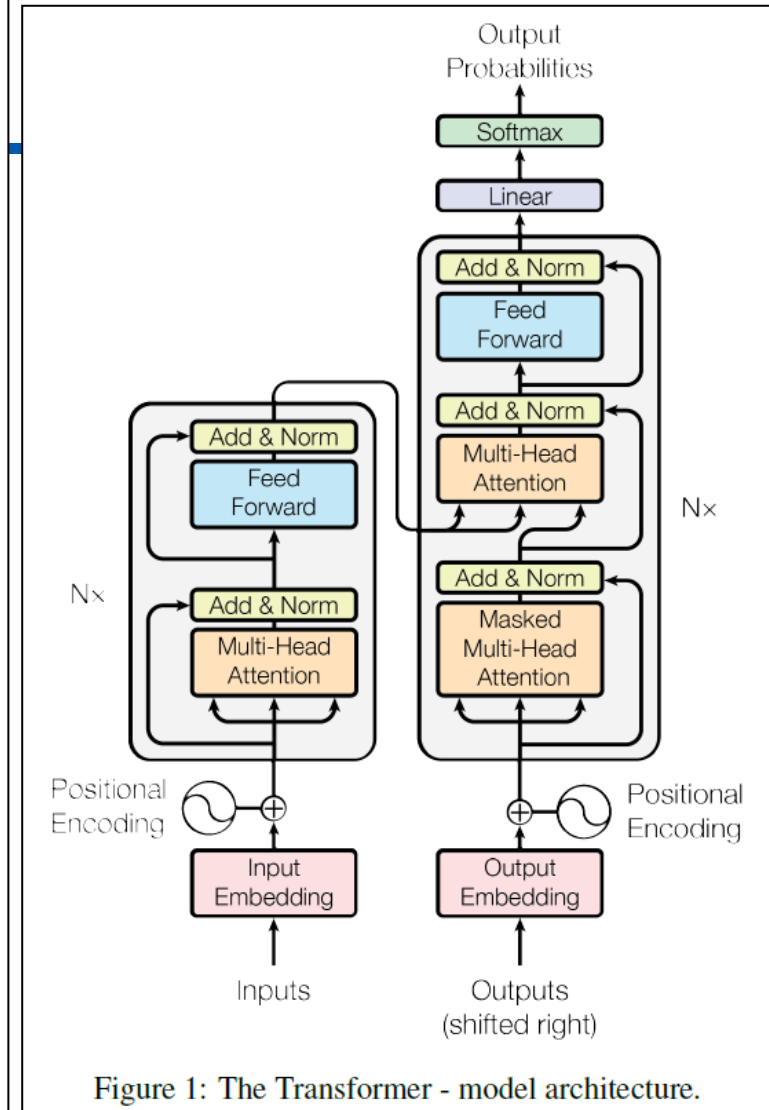 Output
Probabilities
Softmax
Linear
Add & Norm
Feed
Forward
Add & Norm
Multi-Head
Attention
Nx
Add & Norm
Masked
Multi-Head
Attention
Add & Norm
Feed
Forward
Nx
Add & Norm
Multi-Head
Attention
Positional
Encoding
Positional
Encoding
Input
Embedding
Output
Embedding
Inputs
Outputs
(shifted right)
Figure 1: The Transformer - model architecture.